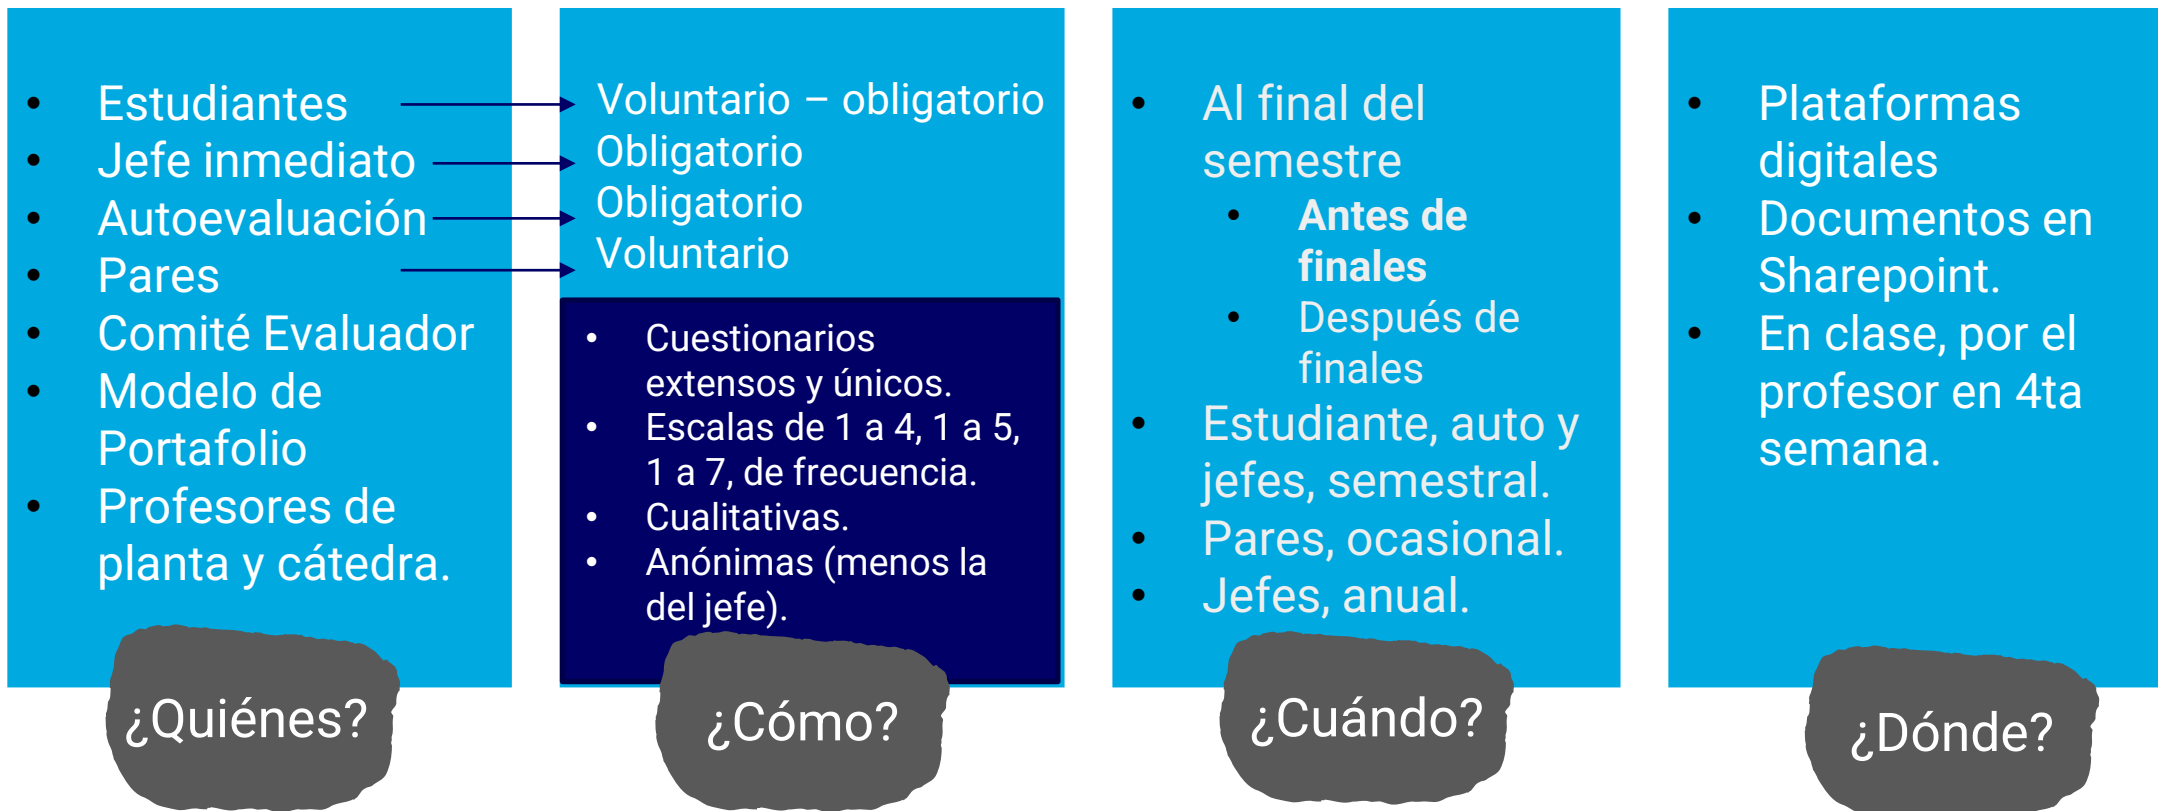 • Estudiantes
• Jefe inmediato
• Autoevaluación
• Pares
• Comité Evaluador
• Modelo de
Portafolio
• Profesores de
planta y cátedra.
¿Quiénes?
Voluntario – obligatorio
Obligatorio
Obligatorio
Voluntario
• Cuestionarios
extensos y únicos.
• Escalas de 1 a 4, 1 a 5,
1 a 7, de frecuencia.
• Cualitativas.
• Anónimas (menos la
del jefe).
¿Cómo?
• Al final del
semestre
• Antes de
finales
• Después de
finales
• Estudiante, auto y
jefes, semestral.
• Pares, ocasional.
• Jefes, anual.
¿Cuándo?
• Plataformas
digitales
• Documentos en
Sharepoint.
• En clase, por el
profesor en 4ta
semana.
¿Dónde?